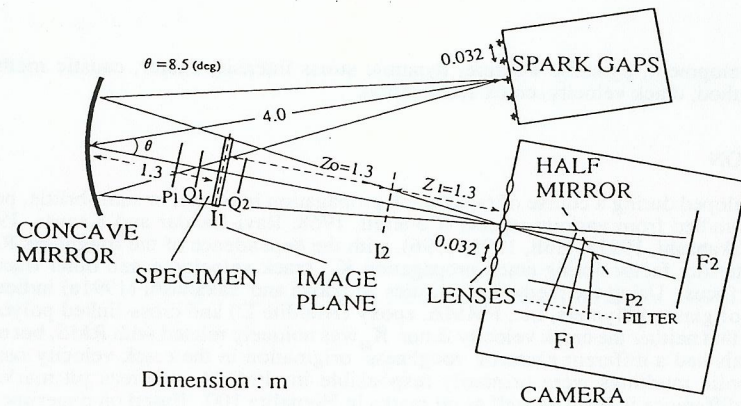 θ = 8.5 (deg)
0.032
SPARK GAPS
4.0
θ
1.3
Z0=1.3
Z1=1.3
HALF
MIRROR
P1
Q1
I1
Q2
I2
F2
CONCAVE
MIRROR
SPECIMEN
IMAGE
PLANE
0.032
LENSES
P2
FILTER
F1
Dimension : m
CAMERA